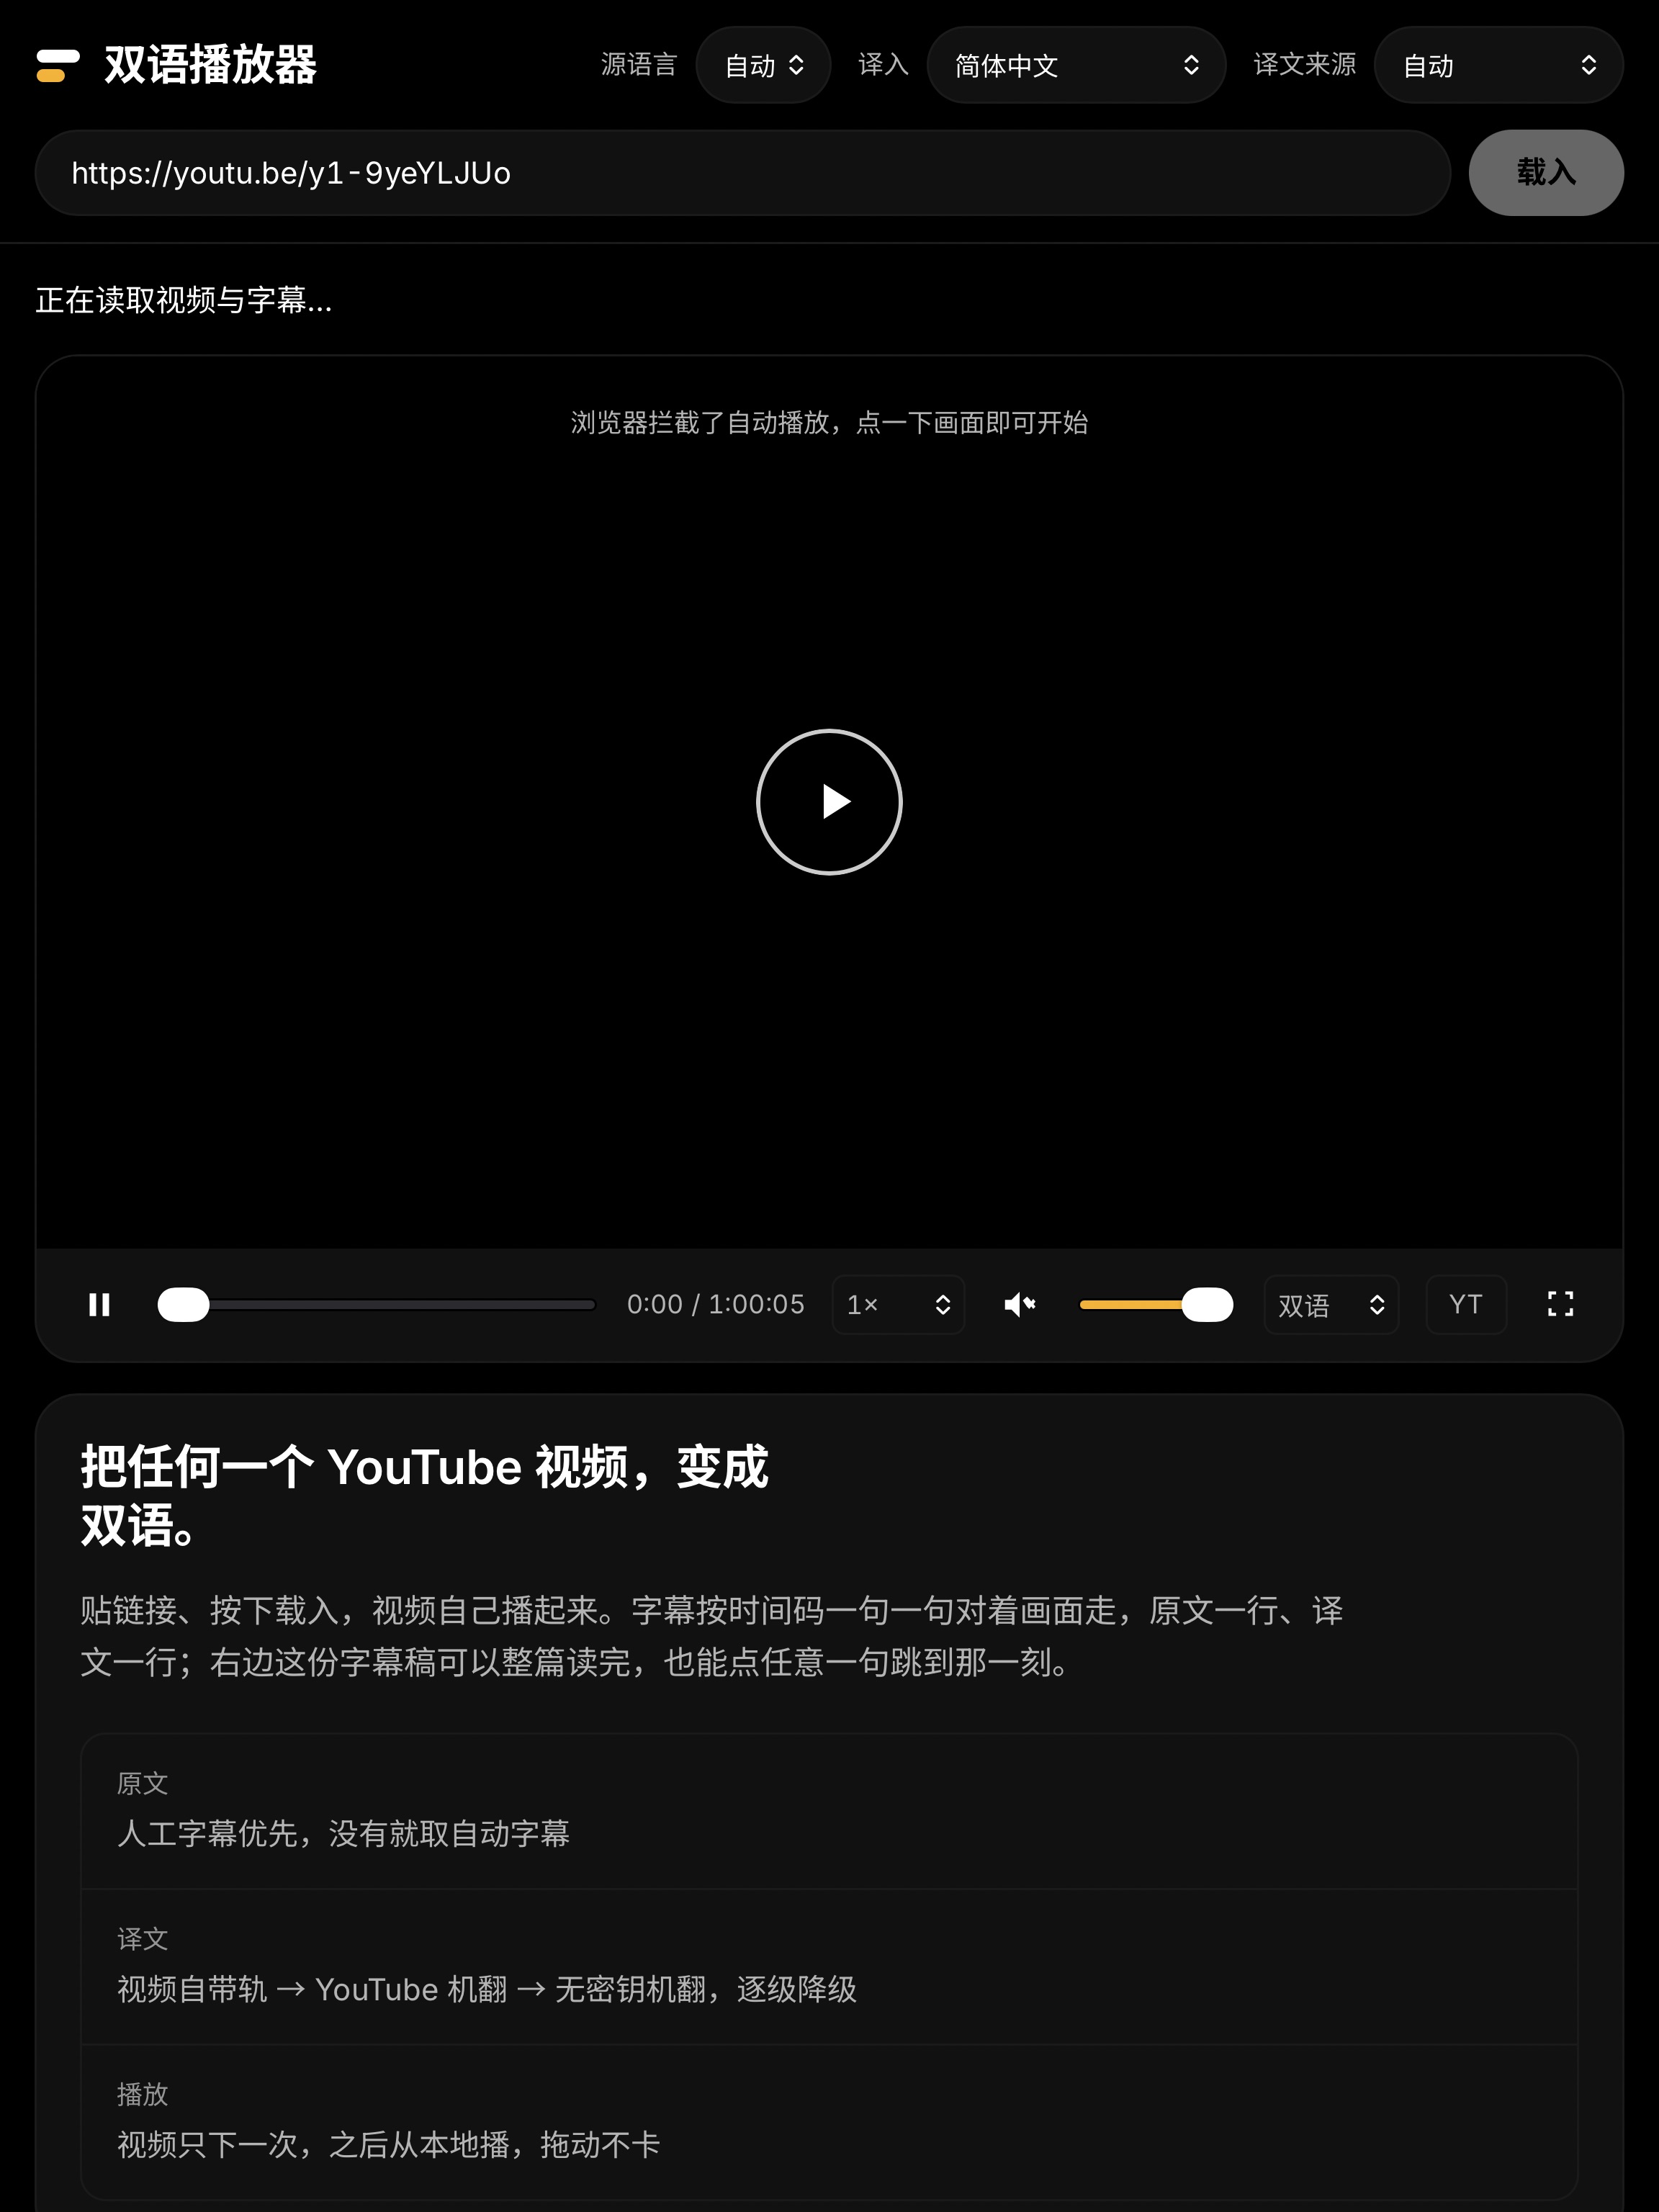 双语播放器
源语言 自动 译入 简体中文 译文来源 自动
https://youtu.be/y1-9yeYLJUo 载入
正在读取视频与字幕...
浏览器拦截了自动播放，点一下画面即可开始
0:00 / 1:00:05 1× 双语 YT
把任何一个 YouTube 视频，变成
双语。
贴链接、按下载入，视频自己播起来。字幕按时间码一句一句对着画面走，原文一行、译
文一行；右边这份字幕稿可以整篇读完，也能点任意一句跳到那一刻。
原文
人工字幕优先，没有就取自动字幕
译文
视频自带轨 → YouTube 机翻 → 无密钥机翻，逐级降级
播放
视频只下一次，之后从本地播，拖动不卡